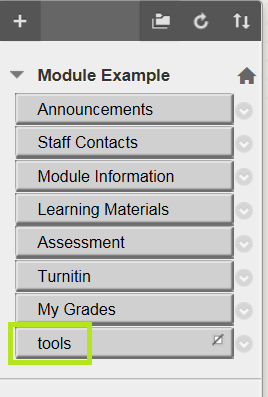 Module Example
Announcements
Staff Contacts
Module Information
Learning Materials
Assessment
Turnitin
My Grades
tools